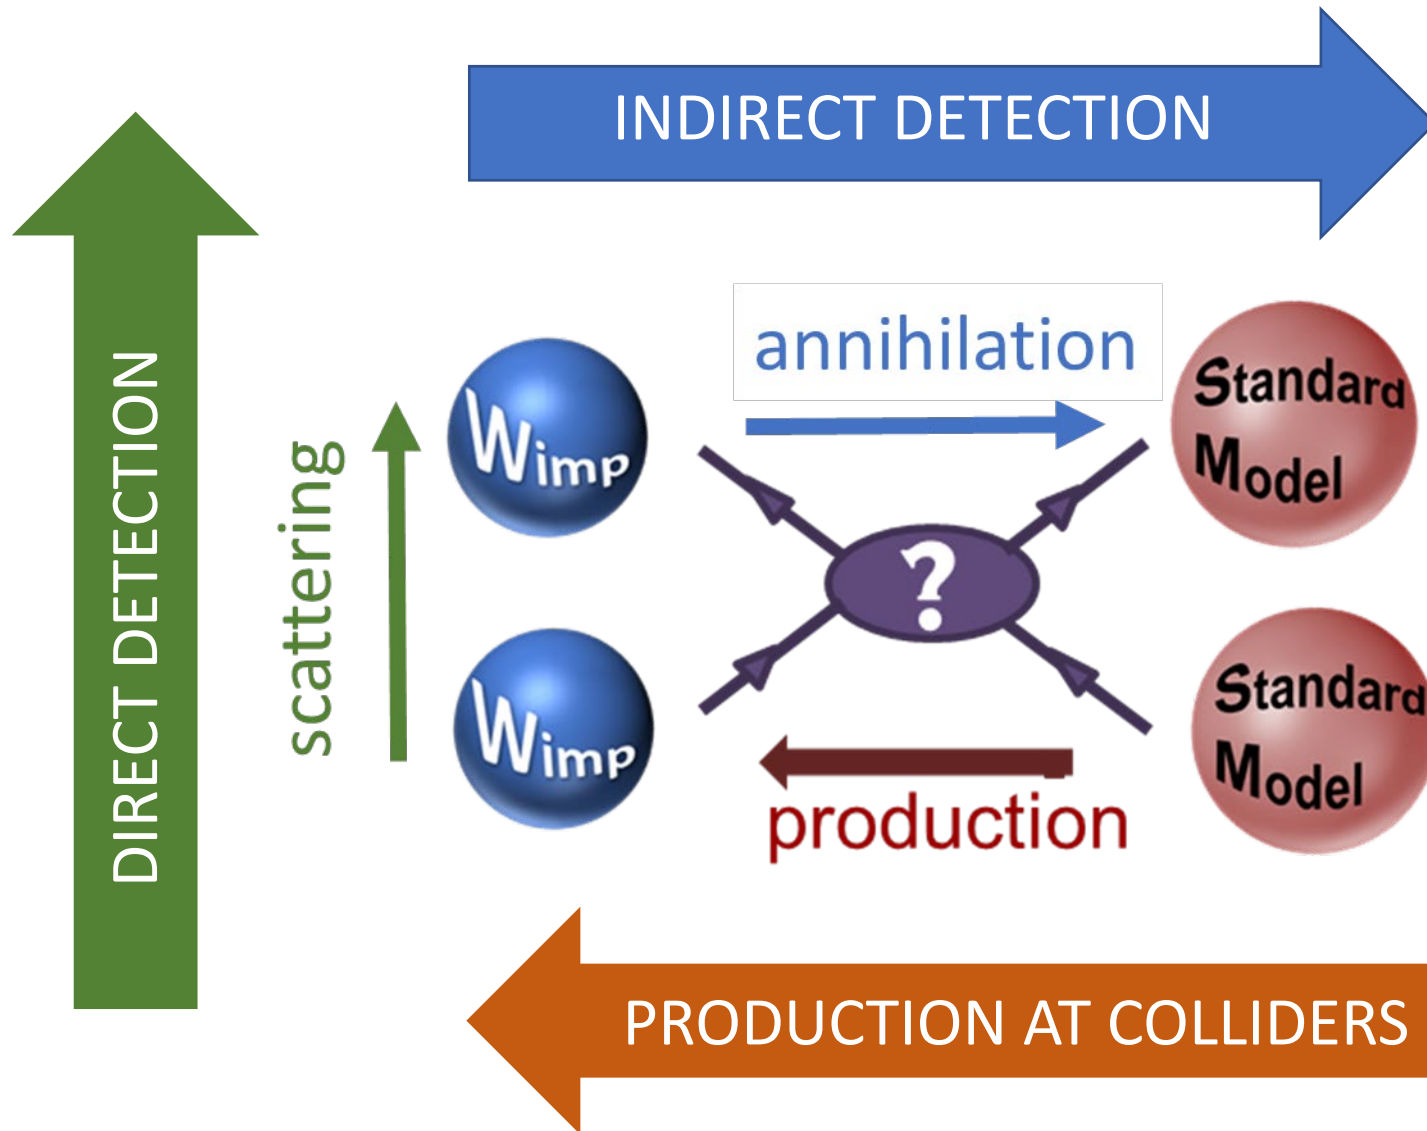 INDIRECT DETECTION
DIRECT DETECTION
scattering
annihilation
Wimp
Standard
Model
?
Wimp
Standard
Model
production
PRODUCTION AT COLLIDERS